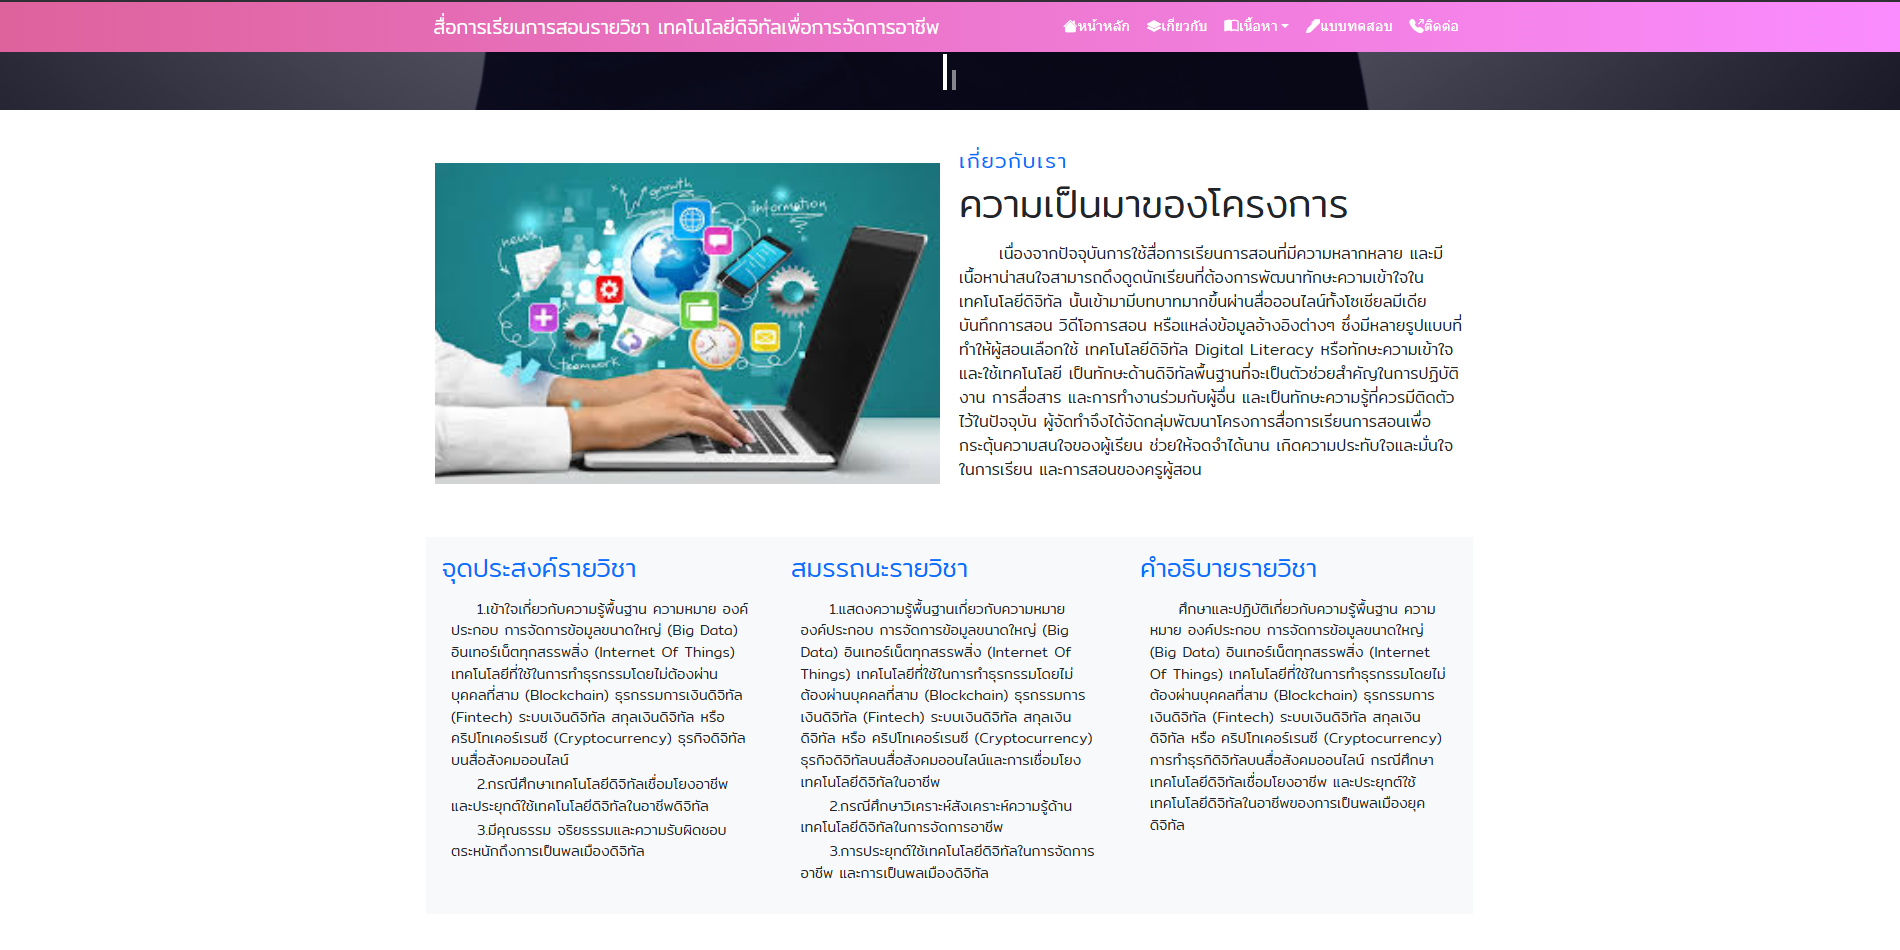 สื่อการเรียนการสอนรายวิชา เทคโนโลยีดิจิทัลเพื่อการจัดการอาชีพ
หน้าหลัก เกี่ยวกับ เนื้อหา แบบทดสอบ ติดต่อ
growth
information
news
teamwork
เกี่ยวกับเรา
ความเป็นมาของโครงการ
เนื่องจากปัจจุบันการใช้สื่อการเรียนการสอนที่มีความหลากหลาย และมี
เนื้อหาน่าสนใจสามารถดึงดูดนักเรียนที่ต้องการพัฒนาทักษะความเข้าใจใน
เทคโนโลยีดิจิทัล นั้นเข้ามามีบทบาทมากขึ้นผ่านสื่อออนไลน์ทั้งโซเชียลมีเดีย
บันทึกการสอน วิดีโอการสอน หรือแหล่งข้อมูลอ้างอิงต่างๆ ซึ่งมีหลายรูปแบบที่
ทำให้ผู้สอนเลือกใช้ เทคโนโลยีดิจิทัล Digital Literacy หรือทักษะความเข้าใจ
และใช้เทคโนโลยี เป็นทักษะด้านดิจิทัลพื้นฐานที่จะเป็นตัวช่วยสำคัญในการปฏิบัติ
งาน การสื่อสาร และการทำงานร่วมกับผู้อื่น และเป็นทักษะความรู้ที่ควรมีติดตัว
ไว้ในปัจจุบัน ผู้จัดทำจึงได้จัดกลุ่มพัฒนาโครงการสื่อการเรียนการสอนเพื่อ
กระตุ้นความสนใจของผู้เรียน ช่วยให้จดจำได้นาน เกิดความประทับใจและมั่นใจ
ในการเรียน และการสอนของครูผู้สอน
จุดประสงค์รายวิชา
1.เข้าใจเกี่ยวกับความรู้พื้นฐาน ความหมาย องค์
ประกอบ การจัดการข้อมูลขนาดใหญ่ (Big Data)
อินเทอร์เน็ตทุกสรรพสิ่ง (Internet Of Things)
เทคโนโลยีที่ใช้ในการทำธุรกรรมโดยไม่ต้องผ่าน
บุคคลที่สาม (Blockchain) ธุรกรรมการเงินดิจิทัล
(Fintech) ระบบเงินดิจิทัล สกุลเงินดิจิทัล หรือ
คริปโทเคอร์เรนซี (Cryptocurrency) ธุรกิจดิจิทัล
บนสื่อสังคมออนไลน์
2.กรณีศึกษาเทคโนโลยีดิจิทัลเชื่อมโยงอาชีพ
และประยุกต์ใช้เทคโนโลยีดิจิทัลในอาชีพดิจิทัล
3.มีคุณธรรม จริยธรรมและความรับผิดชอบ
ตระหนักถึงการเป็นพลเมืองดิจิทัล
สมรรถนะรายวิชา
1.แสดงความรู้พื้นฐานเกี่ยวกับความหมาย
องค์ประกอบ การจัดการข้อมูลขนาดใหญ่ (Big
Data) อินเทอร์เน็ตทุกสรรพสิ่ง (Internet Of
Things) เทคโนโลยีที่ใช้ในการทำธุรกรรมโดยไม่
ต้องผ่านบุคคลที่สาม (Blockchain) ธุรกรรมการ
เงินดิจิทัล (Fintech) ระบบเงินดิจิทัล สกุลเงิน
ดิจิทัล หรือ คริปโทเคอร์เรนซี (Cryptocurrency)
ธุรกิจดิจิทัลบนสื่อสังคมออนไลน์และการเชื่อมโยง
เทคโนโลยีดิจิทัลในอาชีพ
2.กรณีศึกษาวิเคราะห์สังเคราะห์ความรู้ด้าน
เทคโนโลยีดิจิทัลในการจัดการอาชีพ
3.การประยุกต์ใช้เทคโนโลยีดิจิทัลในการจัดการ
อาชีพ และการเป็นพลเมืองดิจิทัล
คำอธิบายรายวิชา
ศึกษาและปฏิบัติเกี่ยวกับความรู้พื้นฐาน ความ
หมาย องค์ประกอบ การจัดการข้อมูลขนาดใหญ่
(Big Data) อินเทอร์เน็ตทุกสรรพสิ่ง (Internet
Of Things) เทคโนโลยีที่ใช้ในการทำธุรกรรมโดยไม่
ต้องผ่านบุคคลที่สาม (Blockchain) ธุรกรรมการ
เงินดิจิทัล (Fintech) ระบบเงินดิจิทัล สกุลเงิน
ดิจิทัล หรือ คริปโทเคอร์เรนซี (Cryptocurrency)
การทำธุรกิดิจิทัลบนสื่อสังคมออนไลน์ กรณีศึกษา
เทคโนโลยีดิจิทัลเชื่อมโยงอาชีพ และประยุกต์ใช้
เทคโนโลยีดิจิทัลในอาชีพของการเป็นพลเมืองยุค
ดิจิทัล